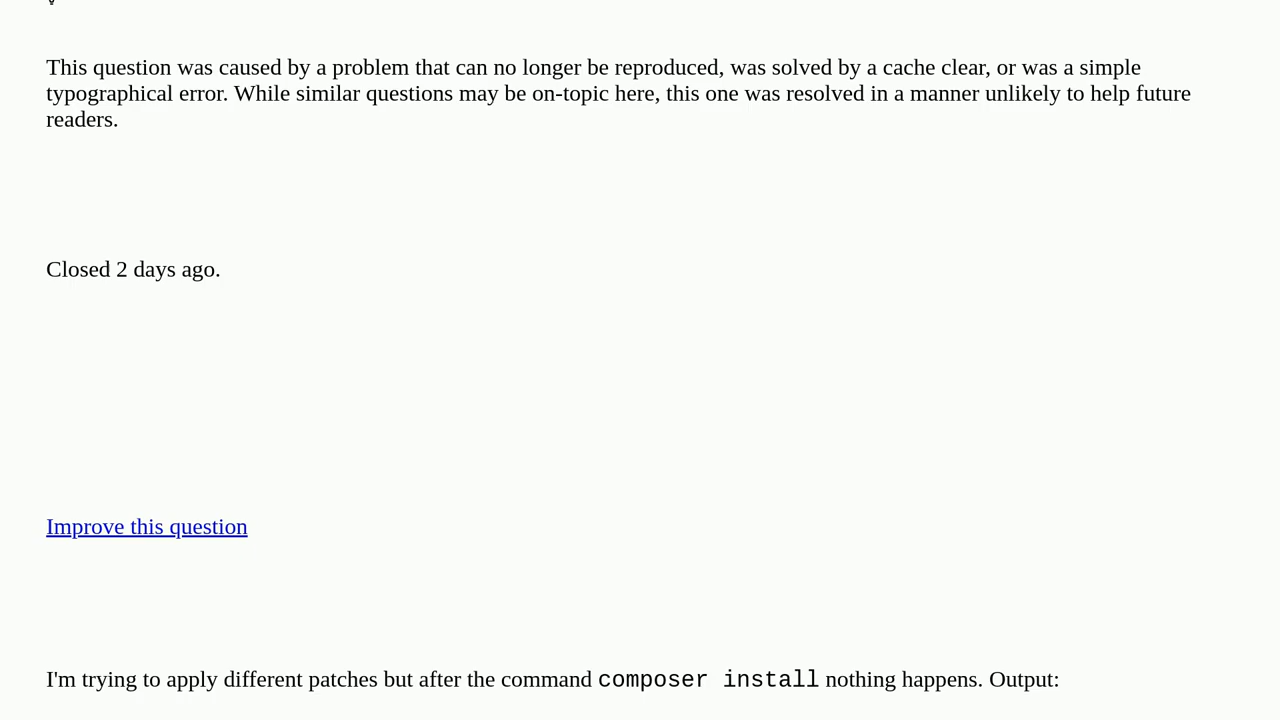 This question was caused by a problem that can no longer be reproduced, was solved by a cache clear, or was a simple
typographical error. While similar questions may be on-topic here, this one was resolved in a manner unlikely to help future
readers.
Closed 2 days ago.
Improve this question
I'm trying to apply different patches but after the command composer install nothing happens. Output: